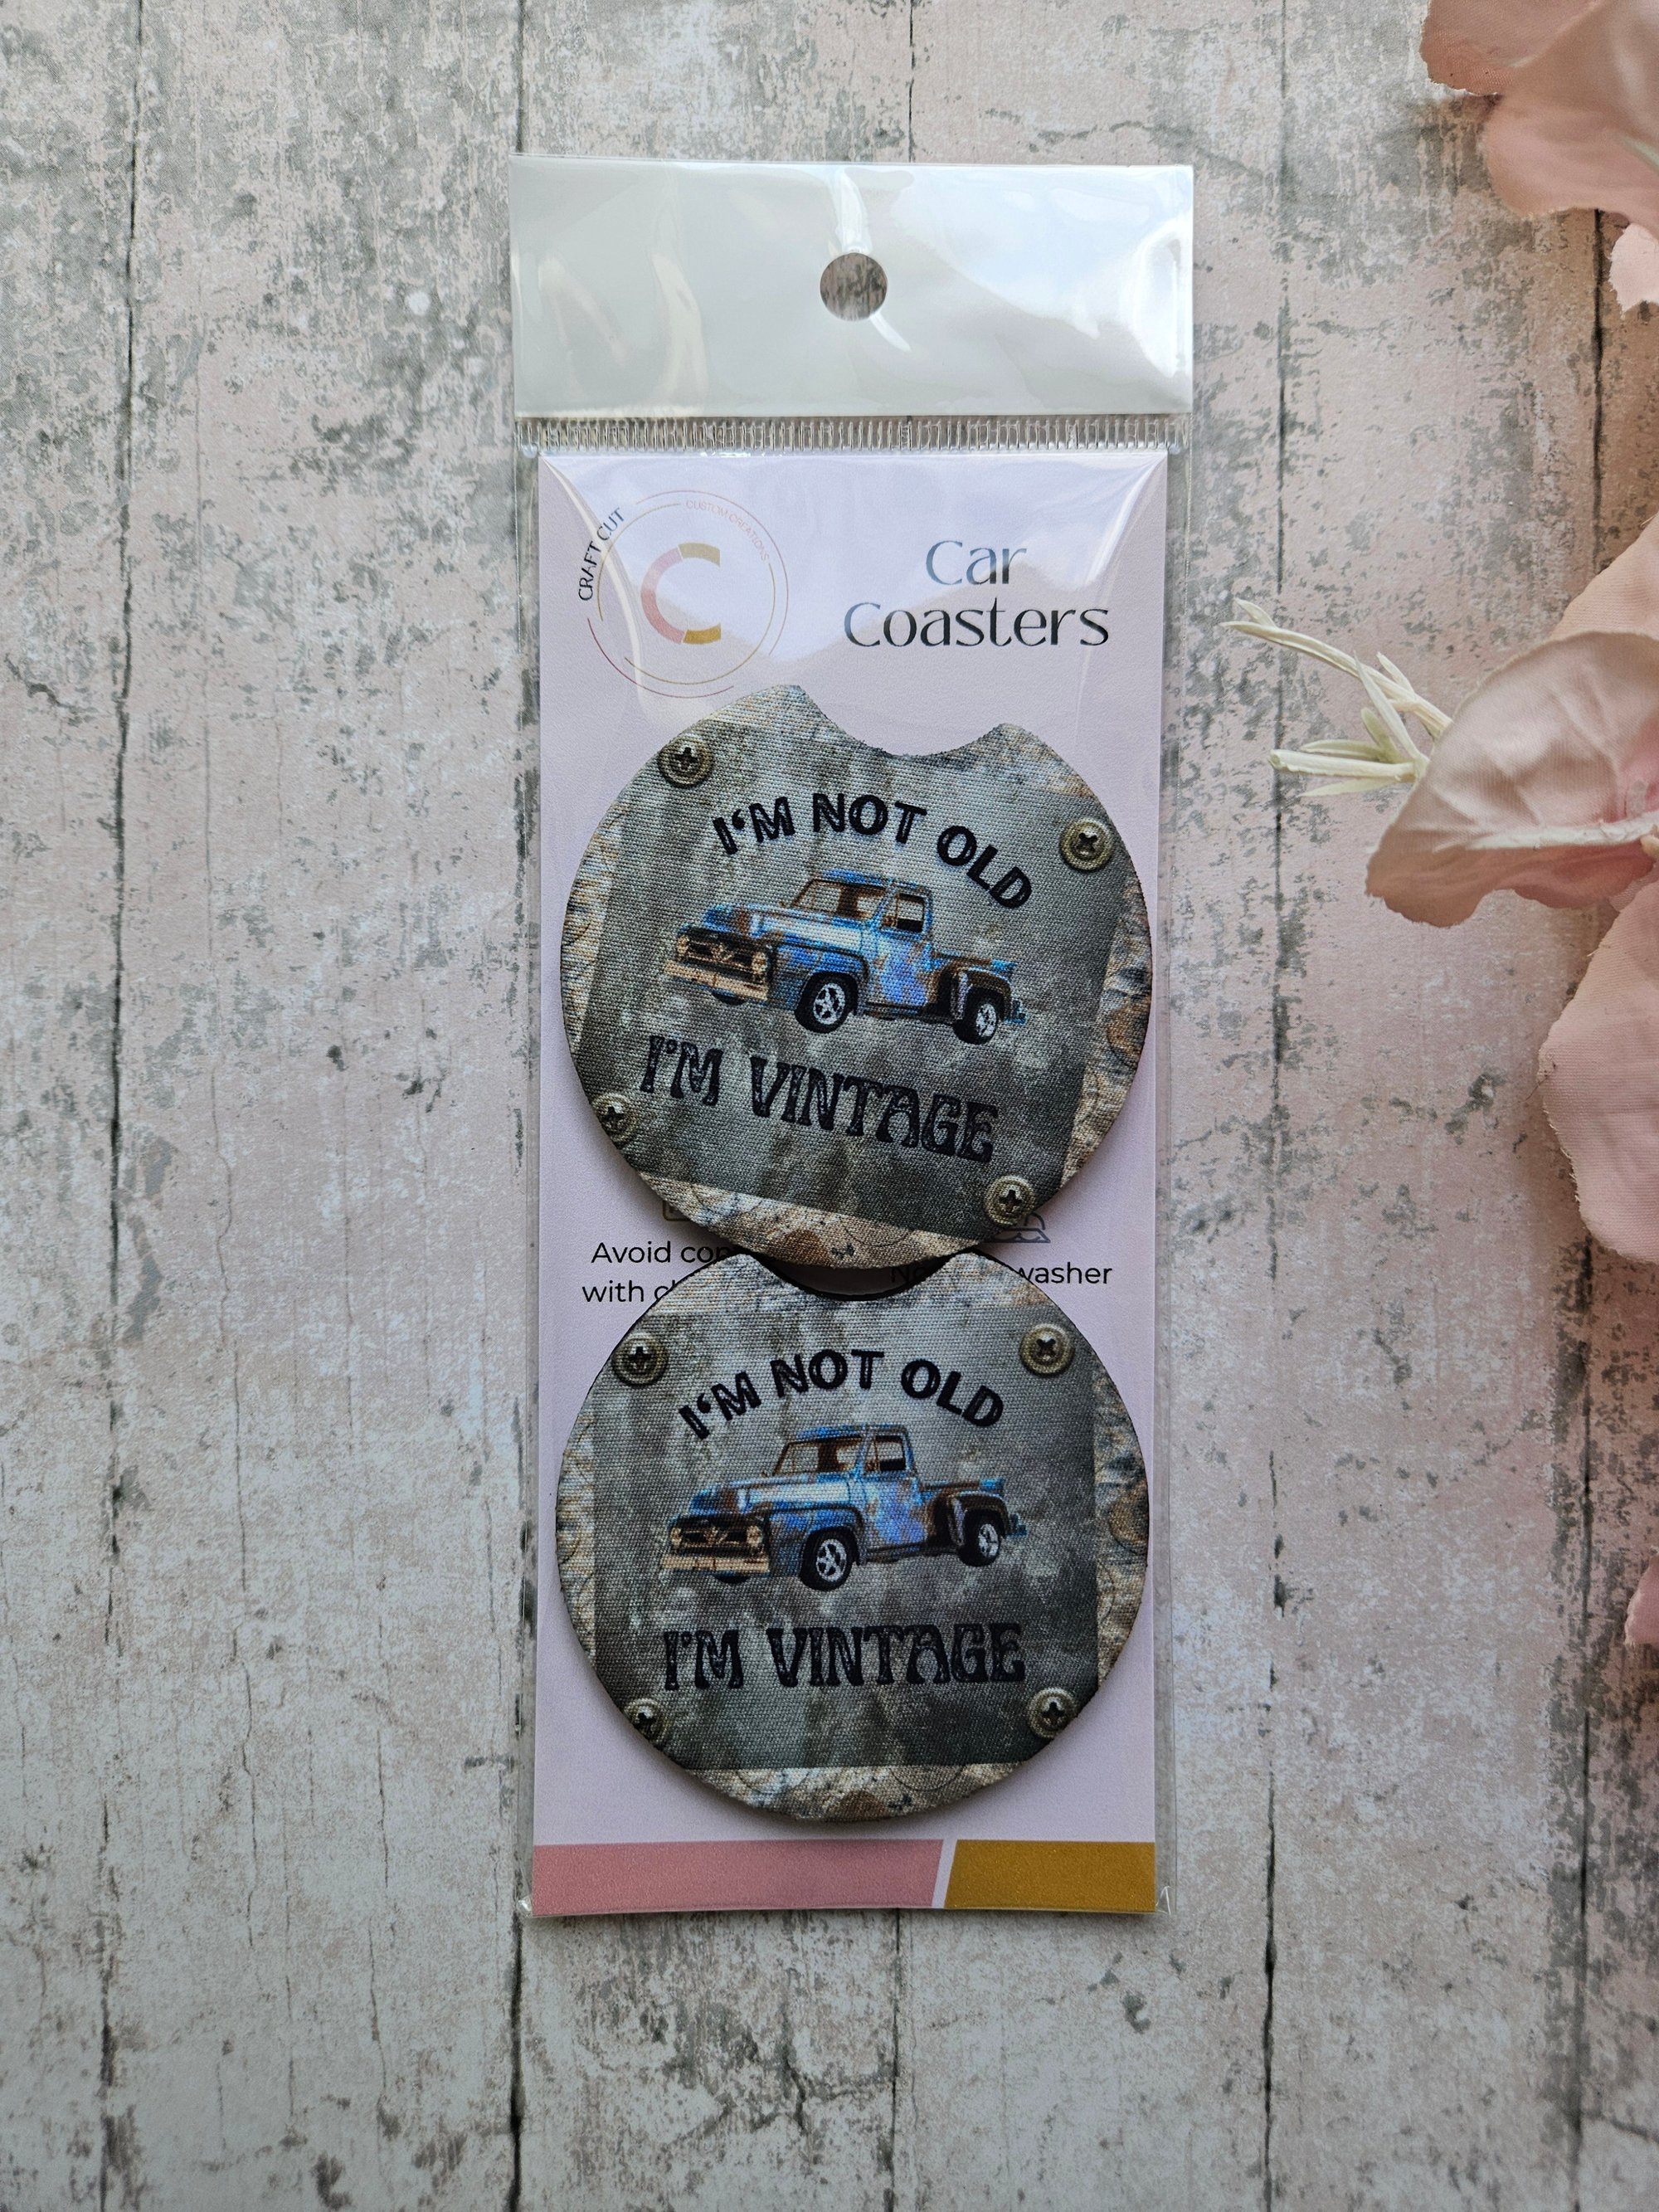 CRAFT CUT
CUSTOM CREATIONS
C
Car
Coasters
I'M NOT OLD
I'M VINTAGE
Avoid
with
washer
I'M NOT OLD
I'M VINTAGE